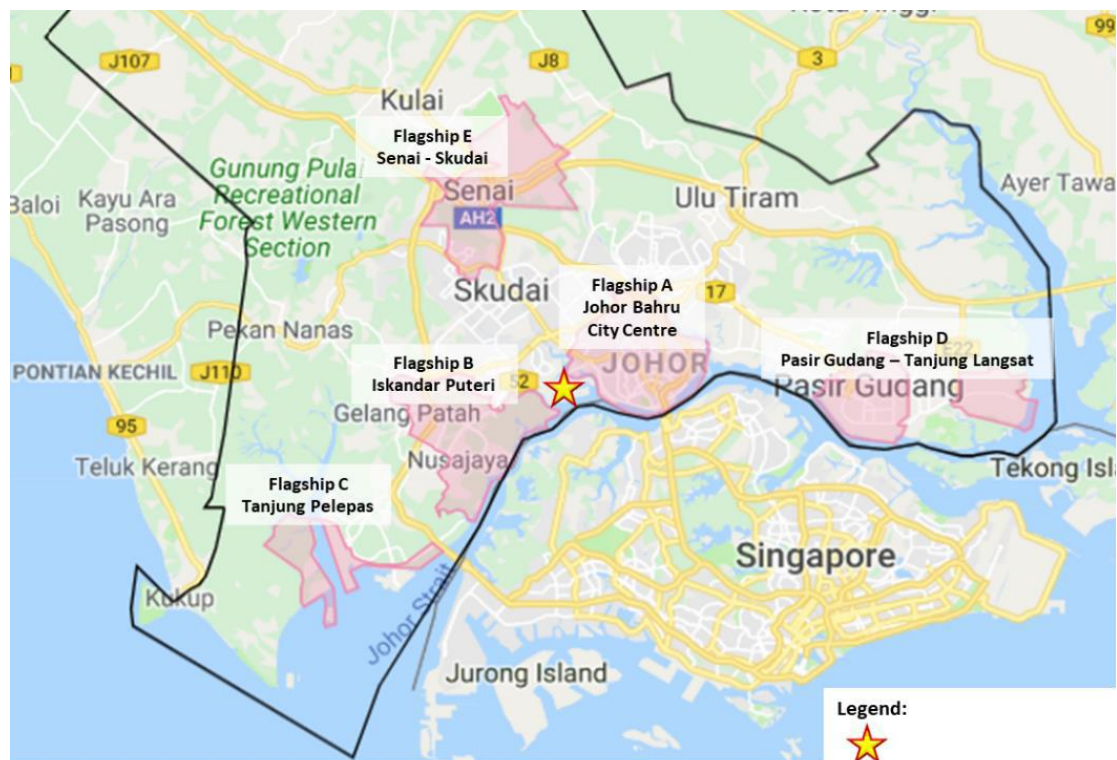 J107
J8
3
99
Kulai
Flagship E
Senai - Skudai
Gunung Pulai
Recreational
Forest Western
Section
Kayu Ara
Pasong
Baloi
Senai
AH2
Ulu Tiram
Ayer Tawa
Skudai
Flagship A
Johor Bahru
City Centre
17
Pekan Nanas
Flagship D
Pasir Gudang – Tanjung Langsat
E22
PONTIAN KECHIL
J110
Flagship B
Iskandar Puteri
52
JOHOR
Pasir Gudang
Gelang Patah
95
Teluk Kerang
Nusajaya
Tekong Isla
Flagship C
Tanjung Pelepas
Singapore
Kukup
Johor Strait
Jurong Island
Legend: